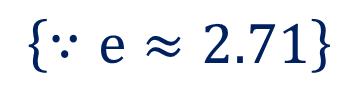 {∵ e ≈ 2.71}